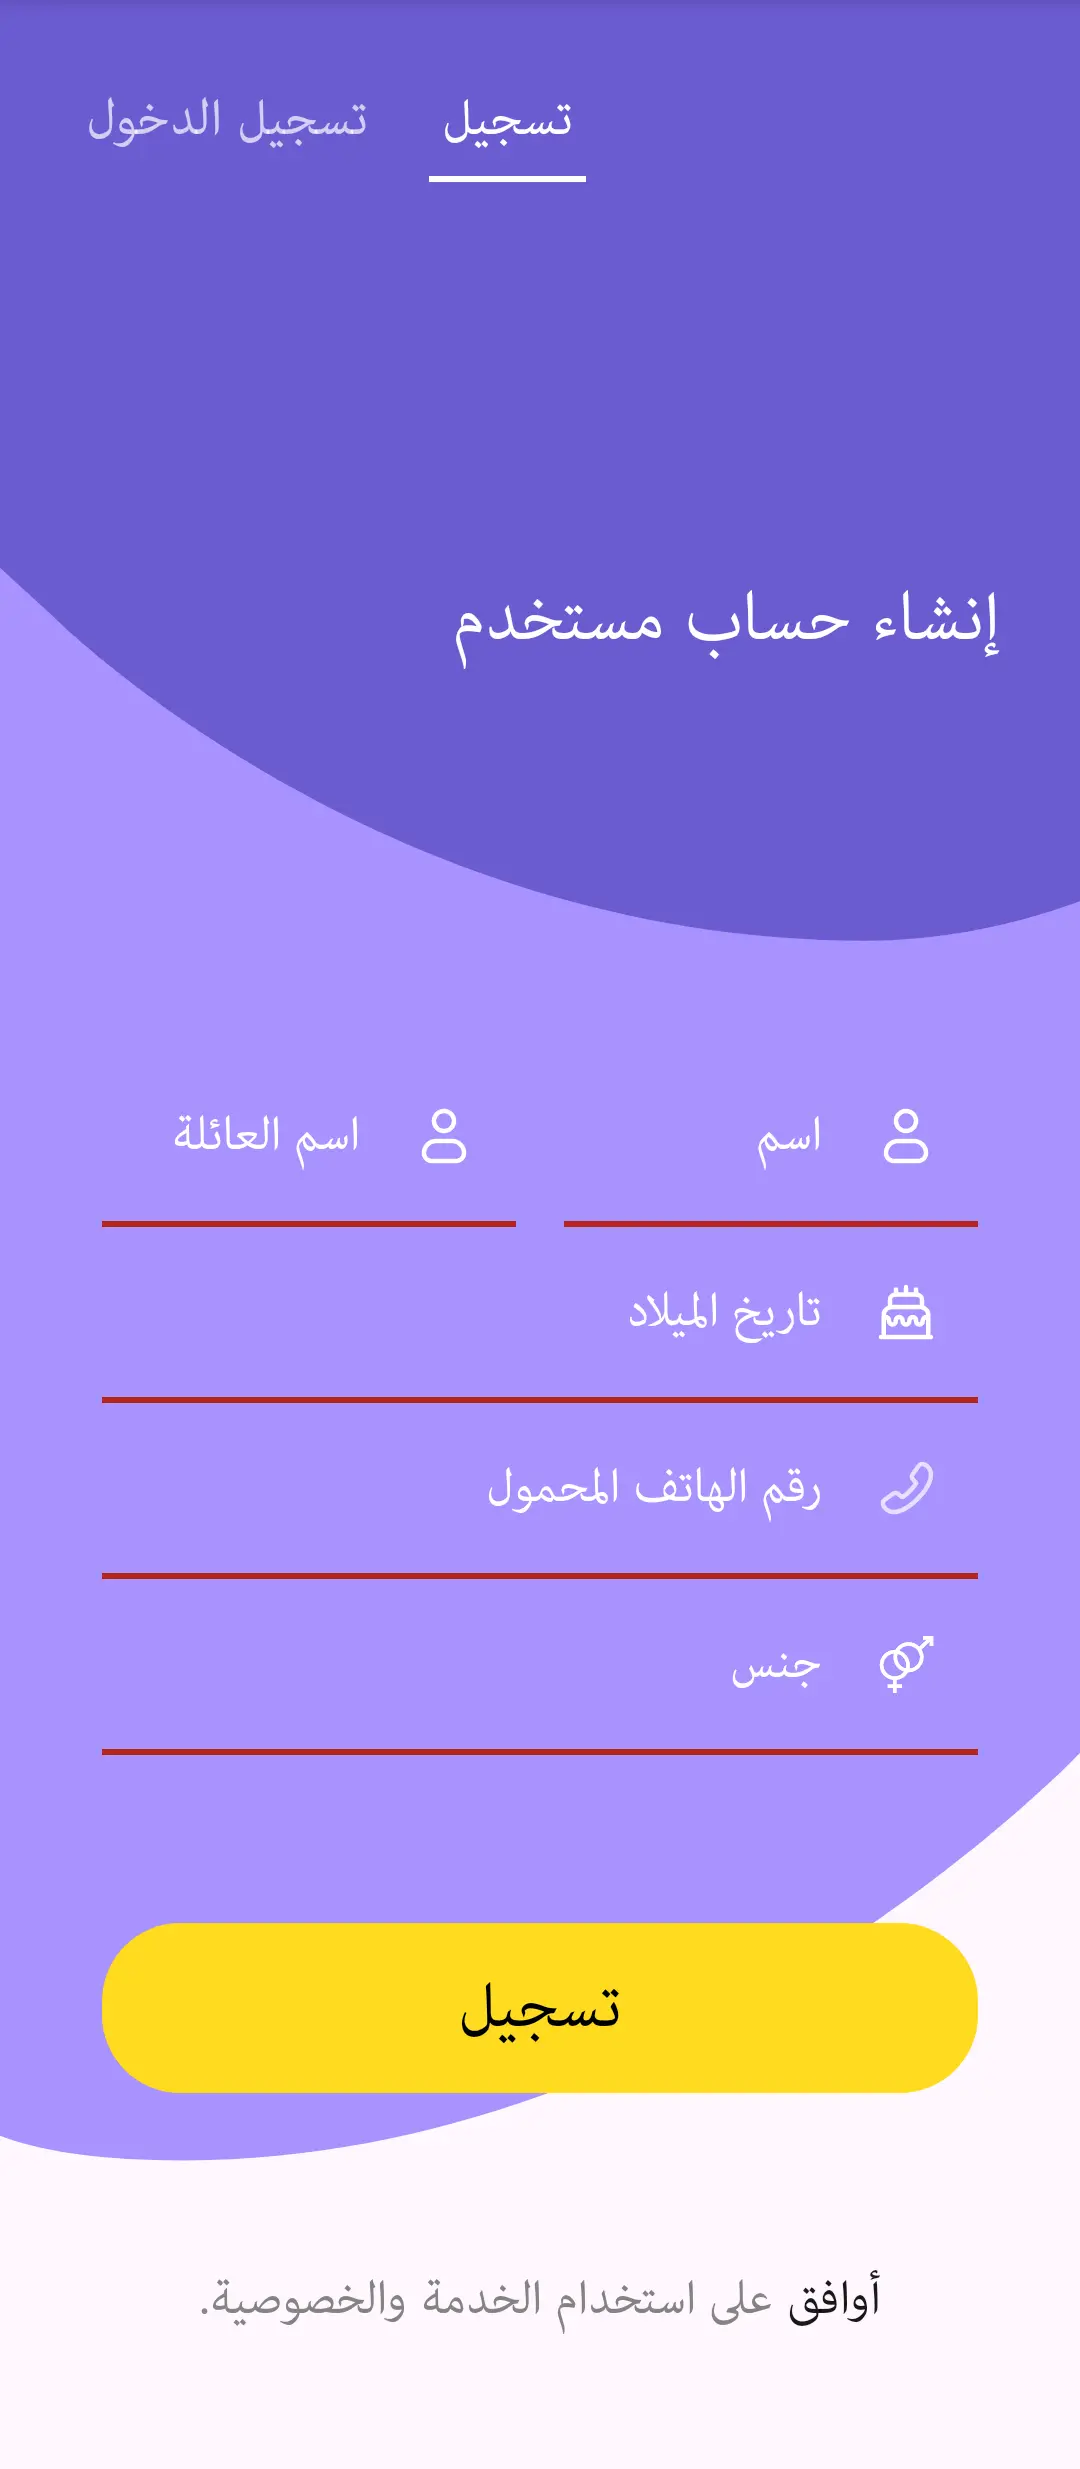 تسجيل تسجيل الدخول
إنشاء حساب مستخدم
اسم اسم العائلة
تاريخ الميلاد
رقم الهاتف المحمول
جنس
تسجيل
أوافق على استخدام الخدمة والخصوصية.